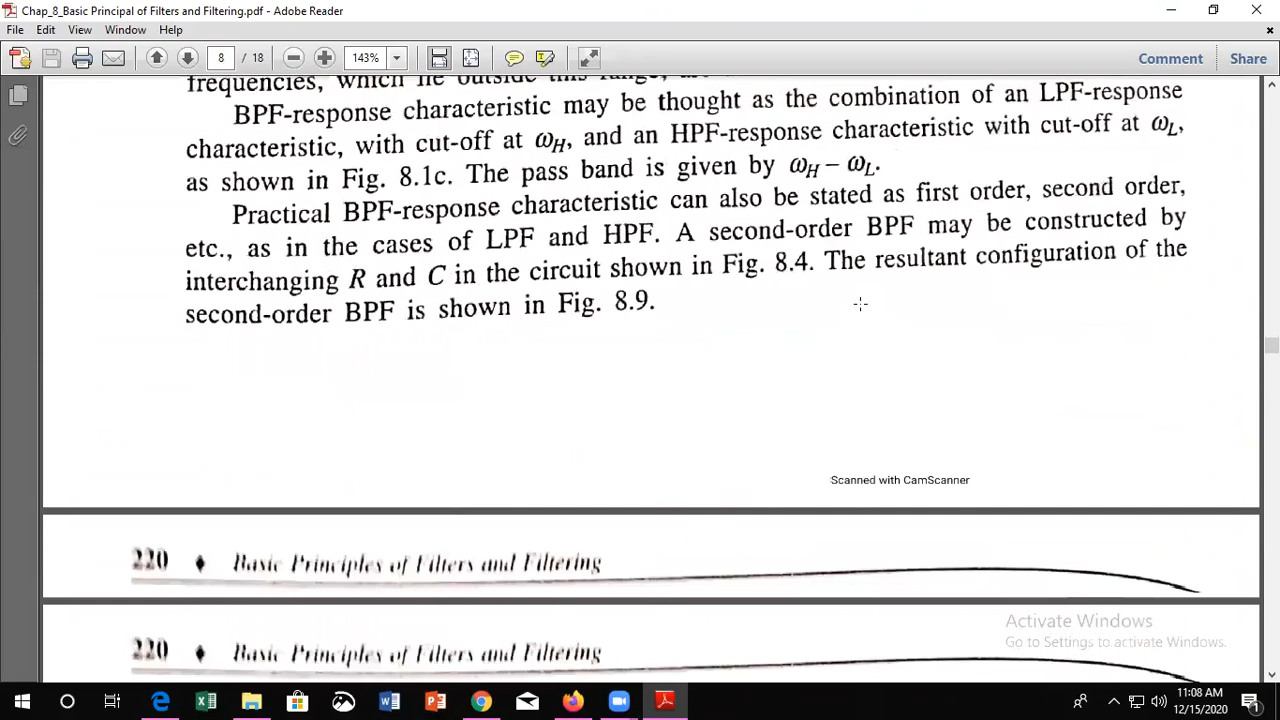 Chap_8_Basic Principal of Filters and Filtering.pdf - Adobe Reader
File Edit View Window Help
8 / 18 143% Comment Share
frequencies, which lie outside this range,
BPF-response characteristic may be thought as the combination of an LPF-response
characteristic, with cut-off at ωH, and an HPF-response characteristic with cut-off at ωL,
as shown in Fig. 8.1c. The pass band is given by ωH – ωL.
Practical BPF-response characteristic can also be stated as first order, second order,
etc., as in the cases of LPF and HPF. A second-order BPF may be constructed by
interchanging R and C in the circuit shown in Fig. 8.4. The resultant configuration of the
second-order BPF is shown in Fig. 8.9.
Scanned with CamScanner
220 ♦ Basic Principles of Filters and Filtering
220 ♦ Basic Principles of Filters and Filtering
Activate Windows
Go to Settings to activate Windows.
11:08 AM
12/15/2020
1